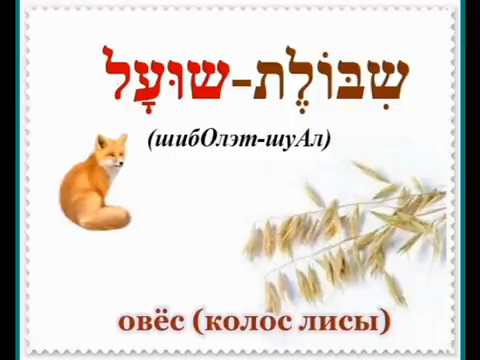 שִׁבּוֹלֶת-שׁוּעָל
(шибОлэт-шуАл)
овёс (колос лисы)